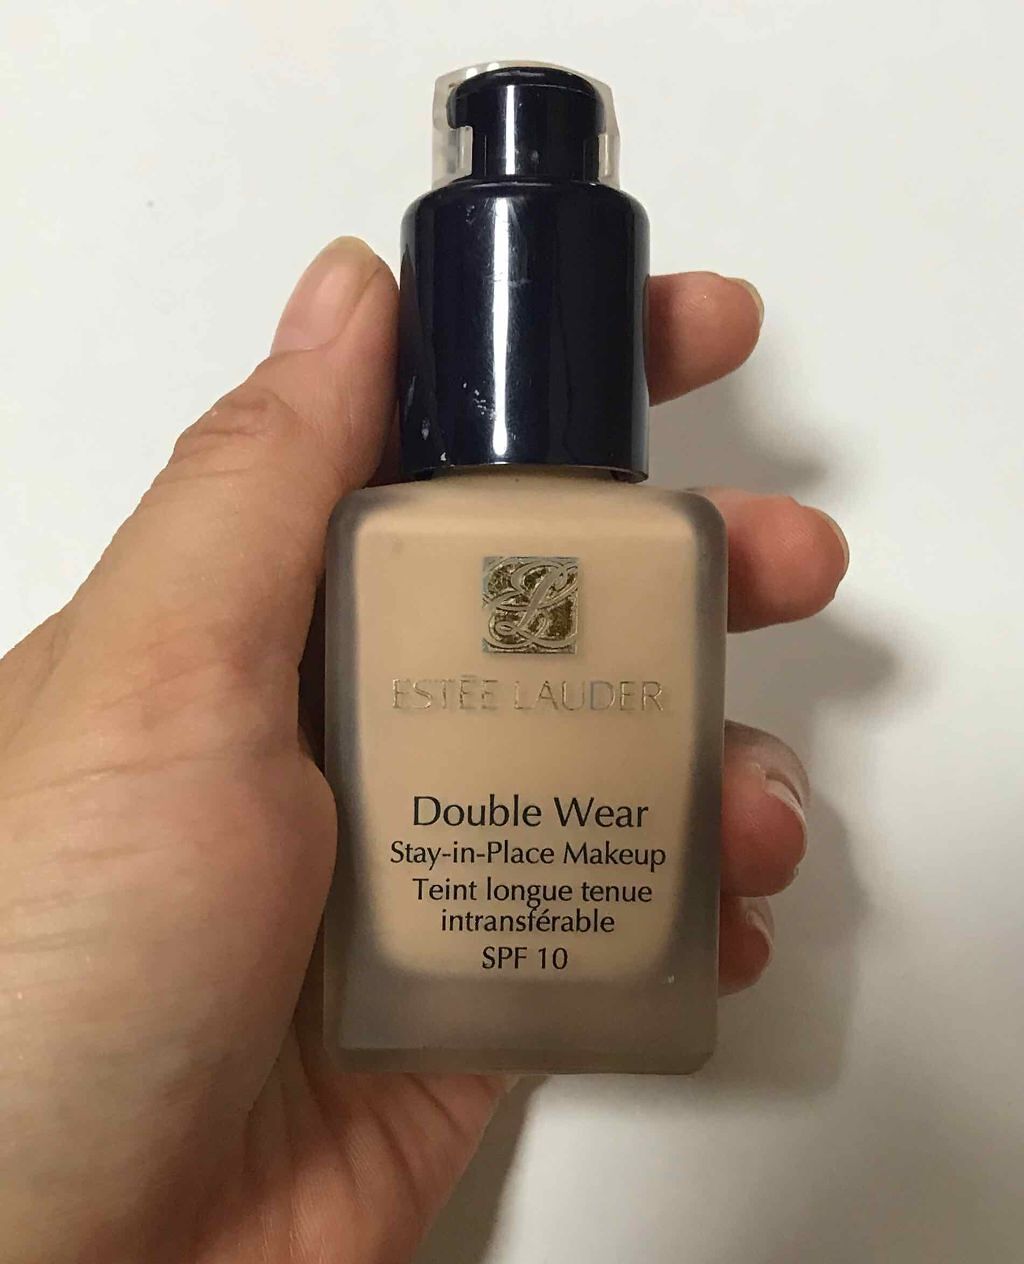 ESTĒE LAUDER
Double Wear
Stay-in-Place Makeup
Teint longue tenue
intransférable
SPF 10